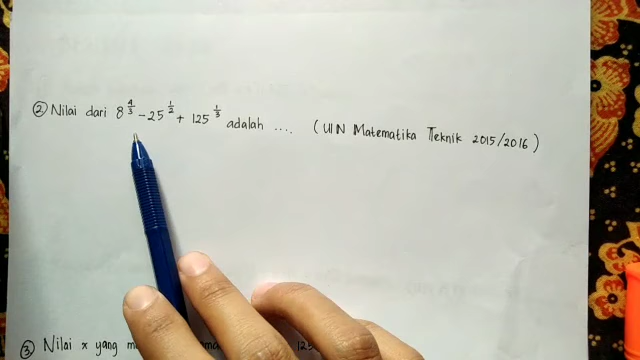 ② Nilai dari 8^{4/3} - 25^{1/2} + 125^{1/3} adalah .... (UIN Matematika Teknik 2015/2016)
③ Nilai x yang